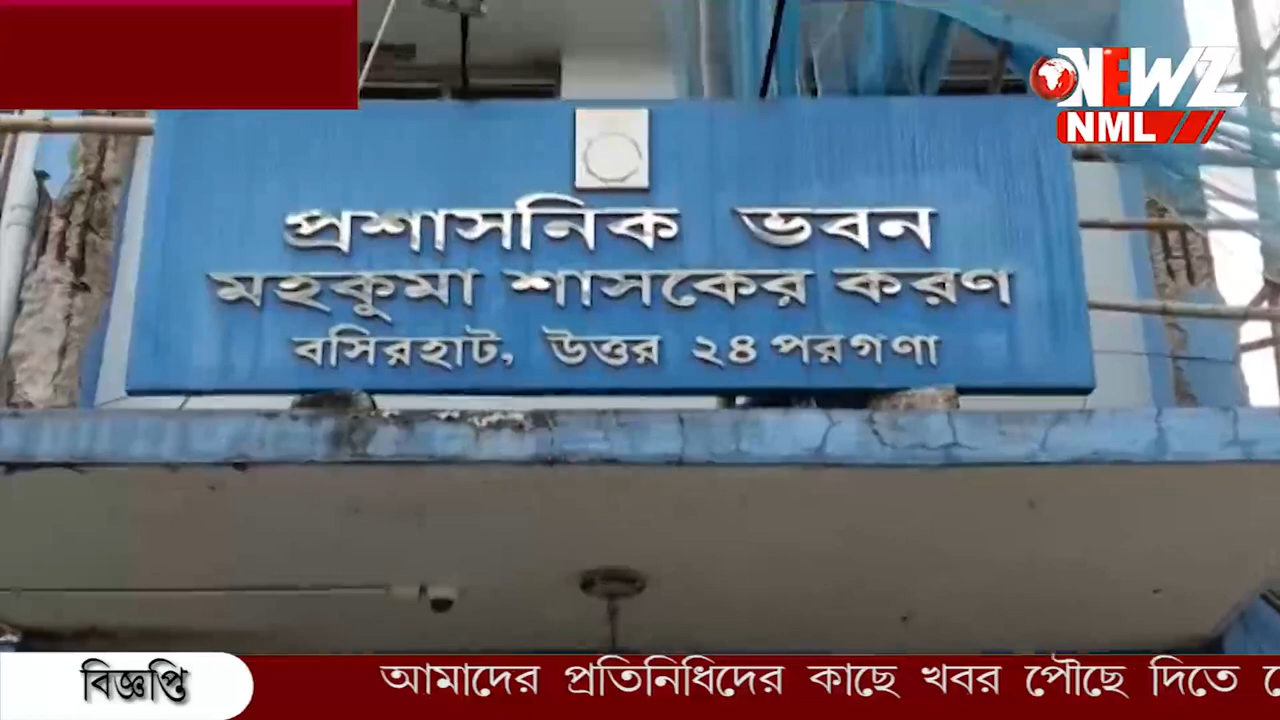 NEWZ
NML
প্রশাসনিক ভবন
মহকুমা শাসকের করণ
বসিরহাট, উত্তর ২৪ পরগণা
বিজ্ঞপ্তি
আমাদের প্রতিনিধিদের কাছে খবর পৌছে দিতে